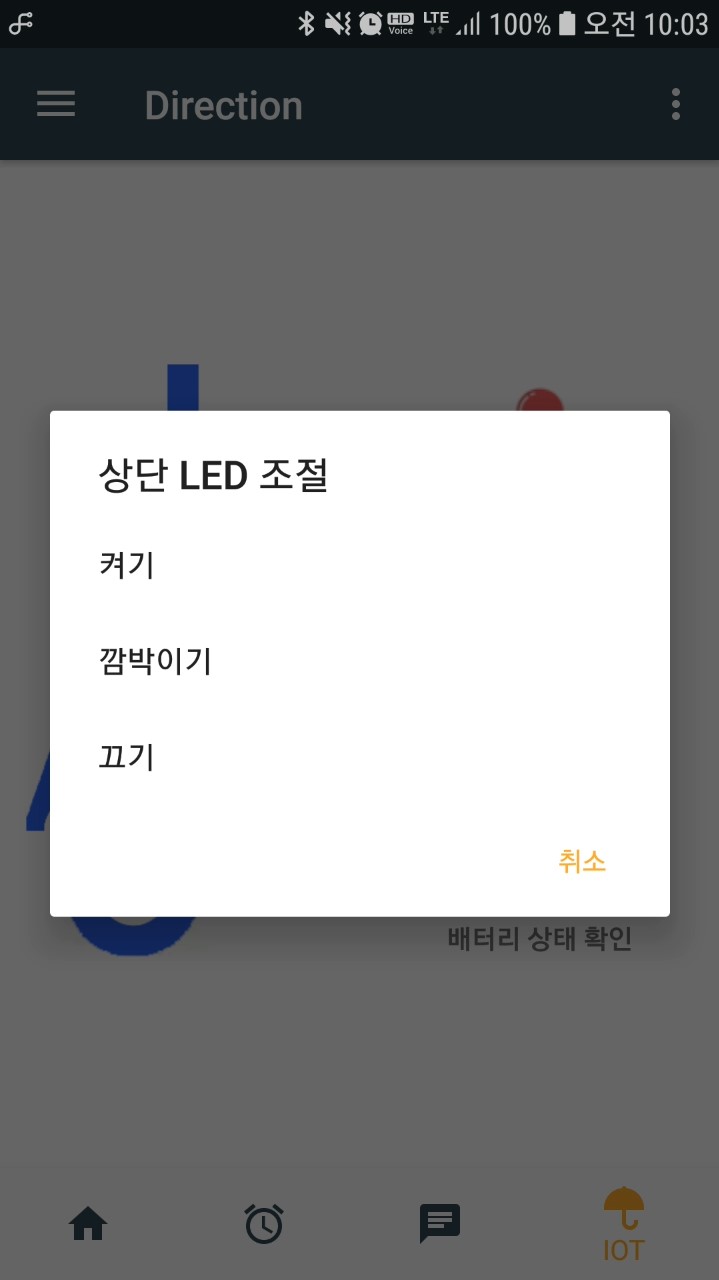 HD Voice LTE 100% 오전 10:03
Direction
상단 LED 조절
켜기
깜박이기
끄기
취소
배터리 상태 확인
IOT